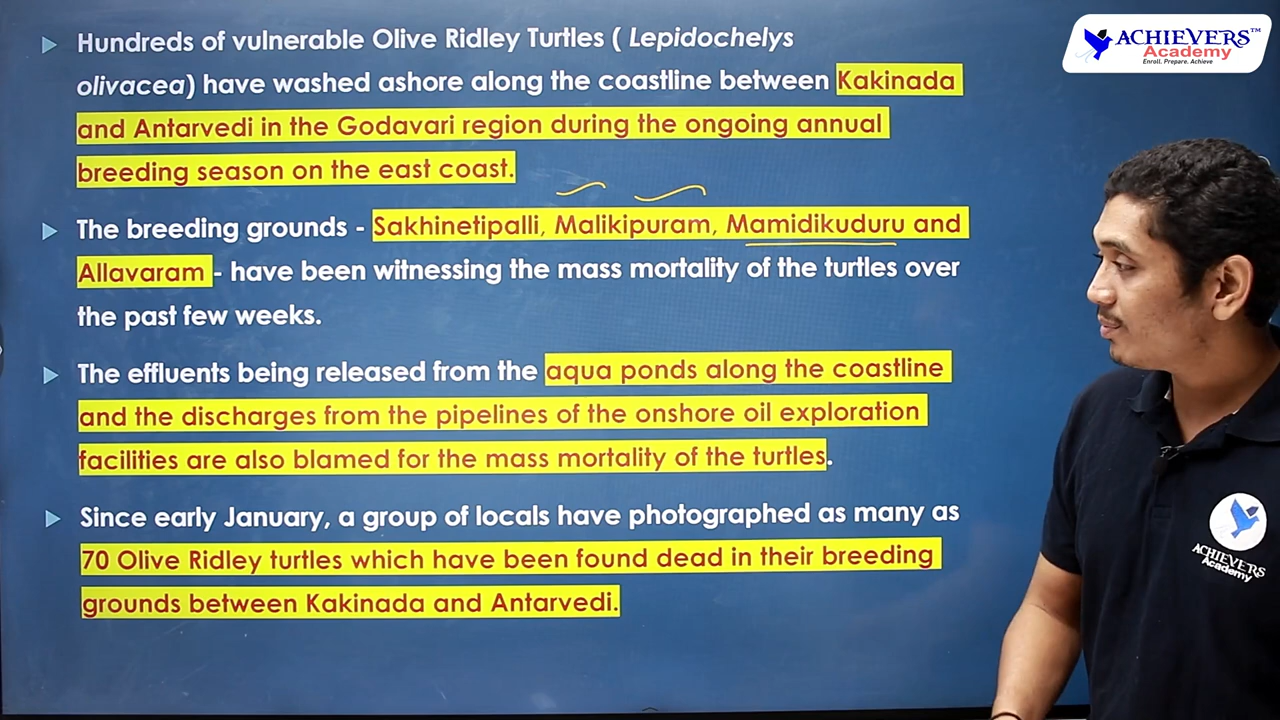 Hundreds of vulnerable Olive Ridley Turtles ( Lepidochelys
olivacea) have washed ashore along the coastline between Kakinada
and Antarvedi in the Godavari region during the ongoing annual
breeding season on the east coast.
The breeding grounds - Sakhinetipalli, Malikipuram, Mamidikuduru and
Allavaram - have been witnessing the mass mortality of the turtles over
the past few weeks.
The effluents being released from the aqua ponds along the coastline
and the discharges from the pipelines of the onshore oil exploration
facilities are also blamed for the mass mortality of the turtles.
Since early January, a group of locals have photographed as many as
70 Olive Ridley turtles which have been found dead in their breeding
grounds between Kakinada and Antarvedi.
ACHIEVERS™
Academy
Enroll. Prepare. Achieve
ACHIEVERS
Academy